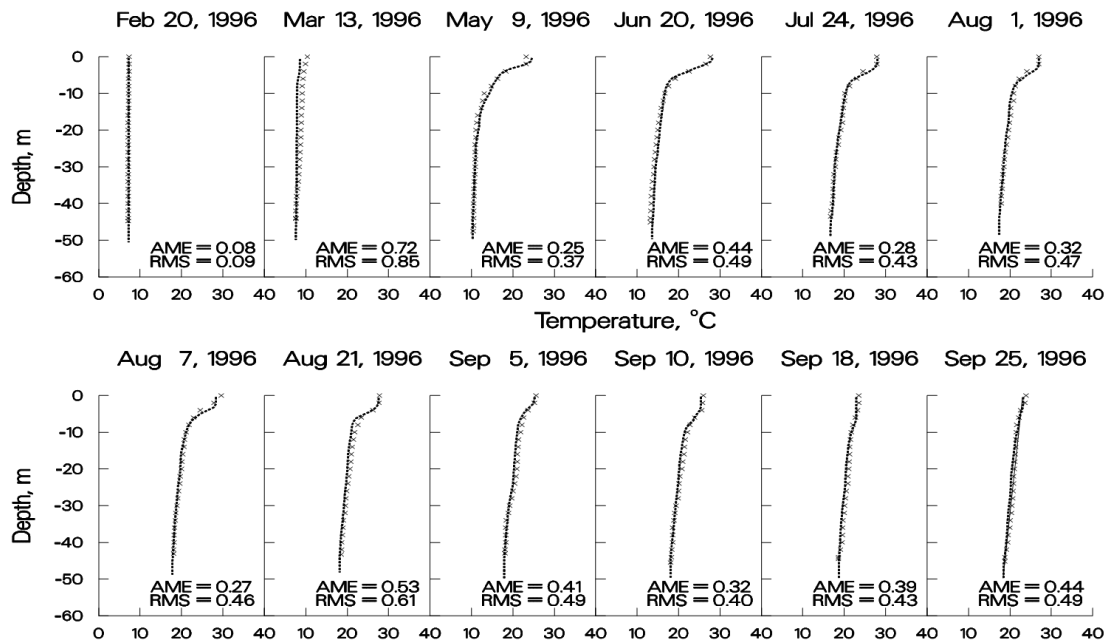 Feb 20, 1996 Mar 13, 1996 May 9, 1996 Jun 20, 1996 Jul 24, 1996 Aug 1, 1996
0
-10
-20
-30
-40
-50
-60
Depth, m
AME = 0.08 AME = 0.72 AME = 0.25 AME = 0.44 AME = 0.28 AME = 0.32
RMS = 0.09 RMS = 0.85 RMS = 0.37 RMS = 0.49 RMS = 0.43 RMS = 0.47
0 10 20 30 40 10 20 30 40 10 20 30 40 10 20 30 40 10 20 30 40 10 20 30 40
Temperature, °C
Aug 7, 1996 Aug 21, 1996 Sep 5, 1996 Sep 10, 1996 Sep 18, 1996 Sep 25, 1996
0
-10
-20
-30
-40
-50
-60
Depth, m
AME = 0.27 AME = 0.53 AME = 0.41 AME = 0.32 AME = 0.39 AME = 0.44
RMS = 0.46 RMS = 0.61 RMS = 0.49 RMS = 0.40 RMS = 0.43 RMS = 0.49
0 10 20 30 40 10 20 30 40 10 20 30 40 10 20 30 40 10 20 30 40 10 20 30 40